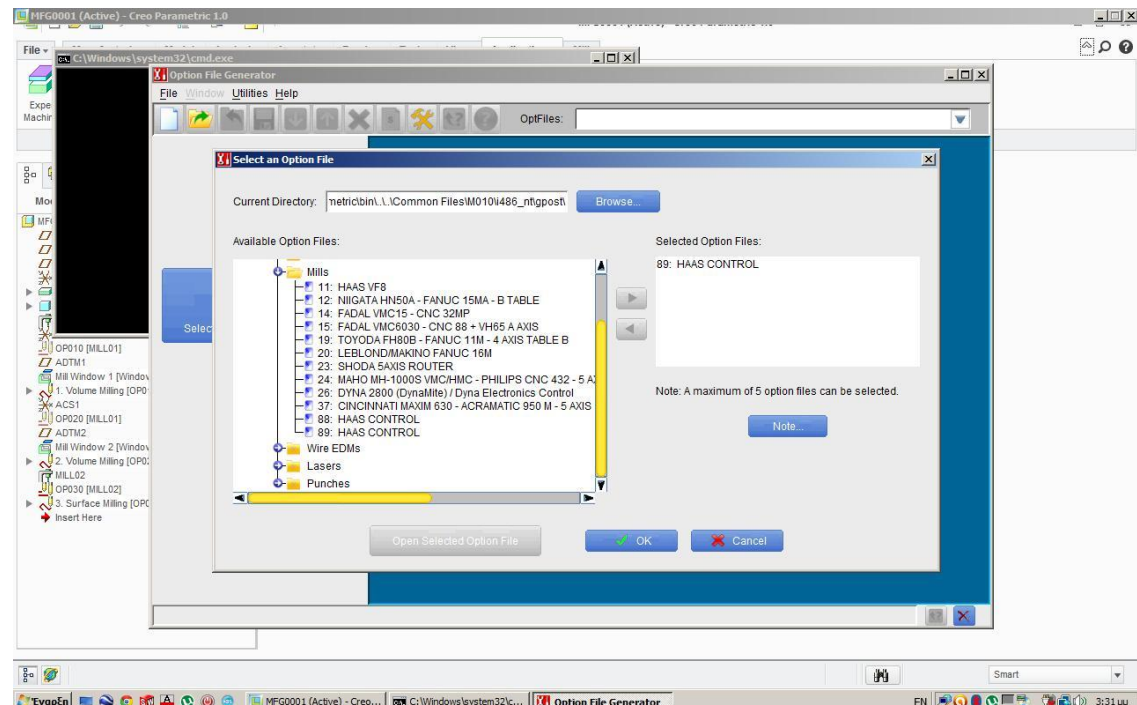 MFG0001 (Active) - Creo Parametric 1.0
File
C:\Windows\system32\cmd.exe
Option File Generator
File Window Utilities Help
OptFiles:
Expe
Machin
Select an Option File
Current Directory: metric\bin\..\..\Common Files\M010\i486_nt\gpost\ Browse...
Available Option Files:
Selected Option Files:
Mills
11: HAAS VF8
12: NIIGATA HN50A - FANUC 15MA - B TABLE
14: FADAL VMC15 - CNC 32MP
15: FADAL VMC6030 - CNC 88 + VH65 A AXIS
19: TOYODA FH80B - FANUC 11M - 4 AXIS TABLE B
20: LEBLOND/MAKINO FANUC 16M
23: SHODA 5AXIS ROUTER
24: MAHO MH-1000S VMC/HMC - PHILIPS CNC 432 - 5 A
26: DYNA 2800 (DynaMite) / Dyna Electronics Control
37: CINCINNATI MAXIM 630 - ACRAMATIC 950 M - 5 AXIS
88: HAAS CONTROL
89: HAAS CONTROL
Wire EDMs
Lasers
Punches
89: HAAS CONTROL
Note: A maximum of 5 option files can be selected.
Note...
Open Selected Option File
OK
Cancel
Selec
Mo
MF
OP010 [MILL01]
ADTM1
Mill Window 1 [Window
1. Volume Milling [OP0
ACS1
OP020 [MILL01]
ADTM2
Mill Window 2 [Window
2. Volume Milling [OP0
MILL02
OP030 [MILL02]
3. Surface Milling [OP0
Insert Here
Smart
Έναρξη
MFG0001 (Active) - Creo...
C:\Windows\system32\c...
Option File Generator
EN
3:31 μμ